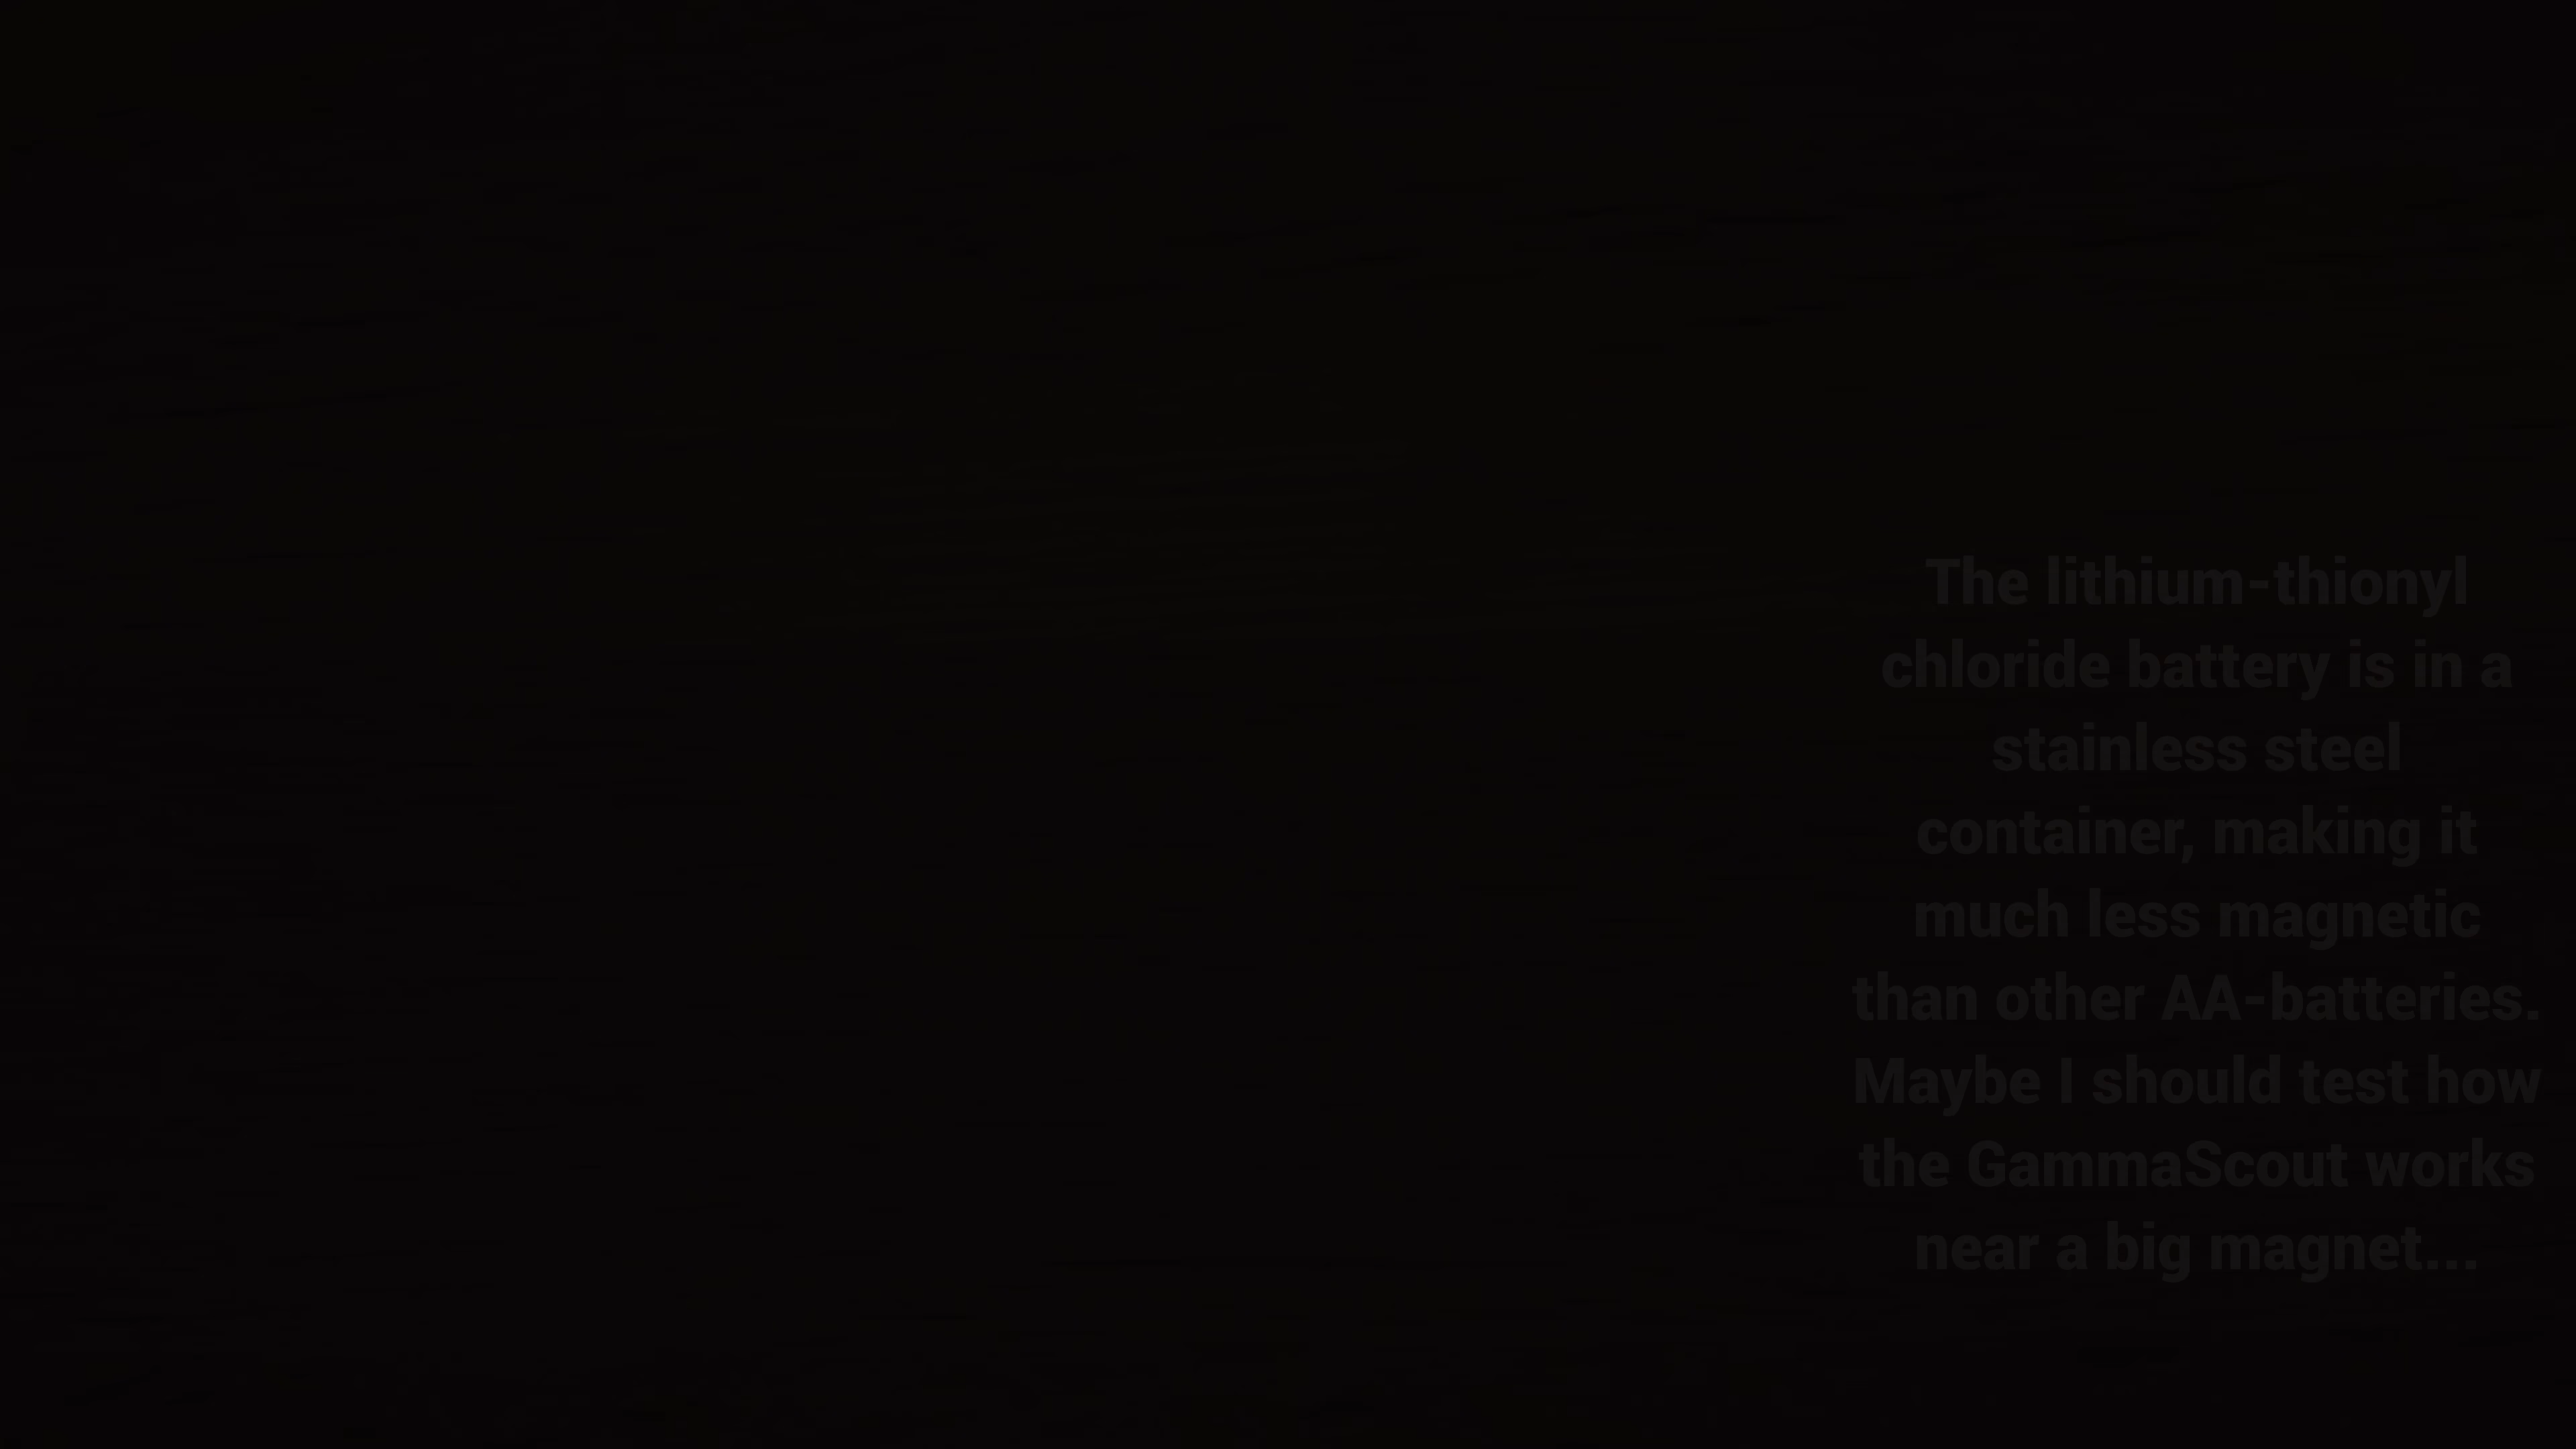 The lithium-thionyl
chloride battery is in a
stainless steel
container, making it
much less magnetic
than other AA-batteries.
Maybe I should test how
the GammaScout works
near a big magnet...